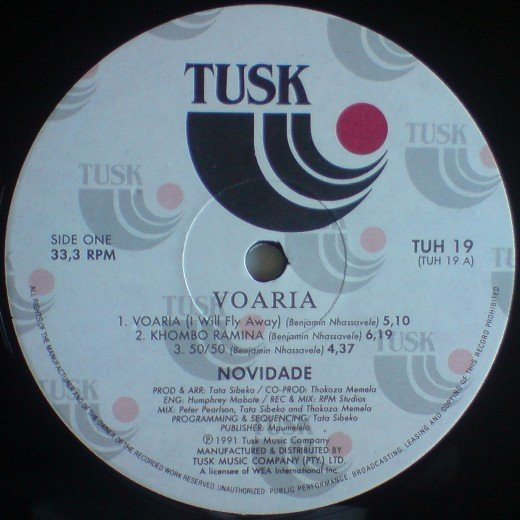 TUSK
TUSK
TUSK
SIDE ONE
33,3 RPM
TUH 19
(TUH 19 A)
VOARIA
1. VOARIA (I Will Fly Away) (Benjamin Nhassavele) 5,10
2. KHOMBO RAMINA (Benjamin Nhassavele) 6,19
3. 50/50 (Benjamin Nhassavele) 4,37
NOVIDADE
PROD & ARR: Tata Sibeko / CO-PROD: Thokoza Memela
ENG: Humphrey Mabote / REC & MIX: RPM Studios
MIX: Peter Pearlson, Tata Sibeko and Thokoza Memela
PROGRAMMING & SEQUENCING: Tata Sibeko
PUBLISHER: Mpumelelo
Ⓟ 1991 Tusk Music Company
MANUFACTURED & DISTRIBUTED BY
TUSK MUSIC COMPANY (PTY) LTD.
A licensee of WEA International Inc.
ALL RIGHTS OF THE MANUFACTURER AND OF THE OWNER OF THE RECORDED WORK RESERVED. UNAUTHORIZED PUBLIC PERFORMANCE, BROADCASTING, LEASING AND COPYING OF THIS RECORD PROHIBITED